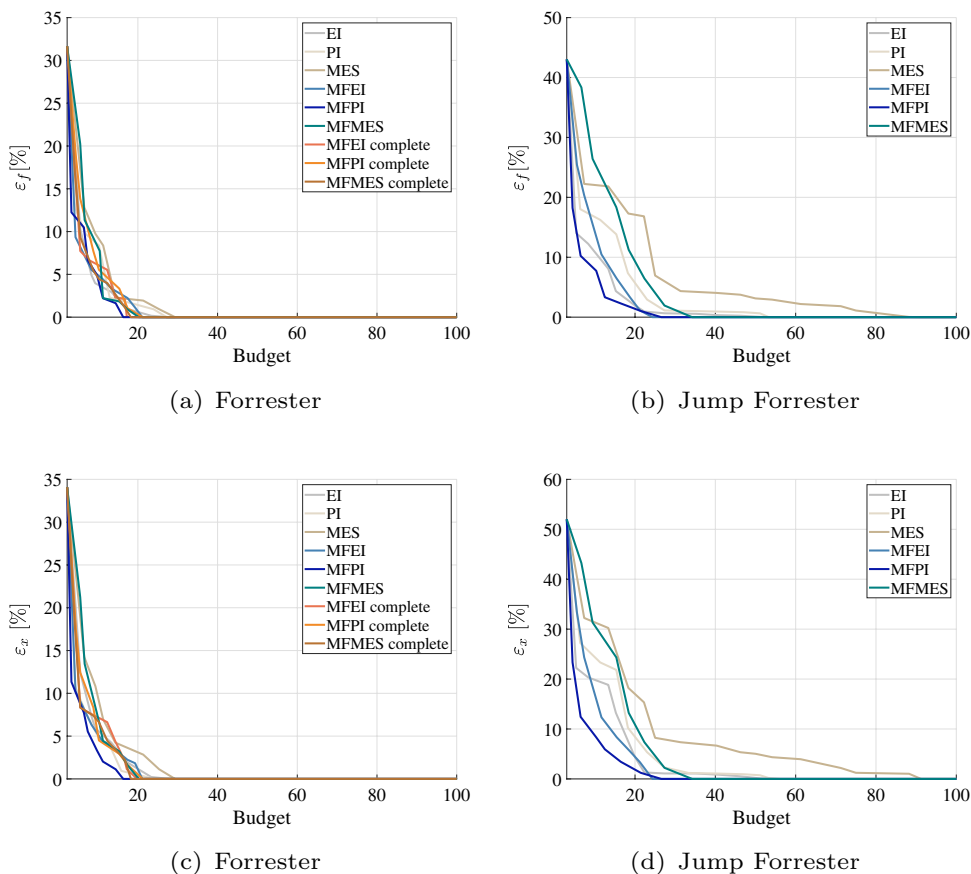 35
30
25
20
15
10
5
0
εf [%]
20 40 60 80 100
Budget
EI
PI
MES
MFEI
MFPI
MFMES
MFEI complete
MFPI complete
MFMES complete
(a) Forrester
50
40
30
20
10
0
εf [%]
20 40 60 80 100
Budget
EI
PI
MES
MFEI
MFPI
MFMES
(b) Jump Forrester
35
30
25
20
15
10
5
0
εx [%]
20 40 60 80 100
Budget
EI
PI
MES
MFEI
MFPI
MFMES
MFEI complete
MFPI complete
MFMES complete
(c) Forrester
60
50
40
30
20
10
0
εx [%]
20 40 60 80 100
Budget
EI
PI
MES
MFEI
MFPI
MFMES
(d) Jump Forrester